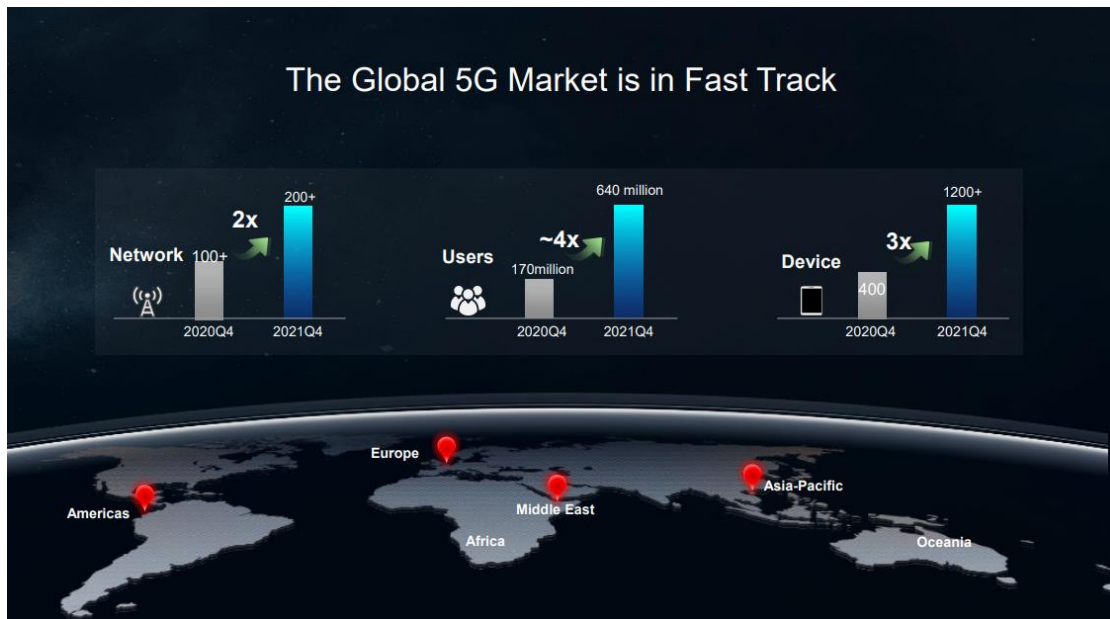 The Global 5G Market is in Fast Track
Network
100+
2x
200+
2020Q4
2021Q4
Users
170million
~4x
640 million
2020Q4
2021Q4
Device
400
3x
1200+
2020Q4
2021Q4
Americas
Europe
Africa
Middle East
Asia-Pacific
Oceania